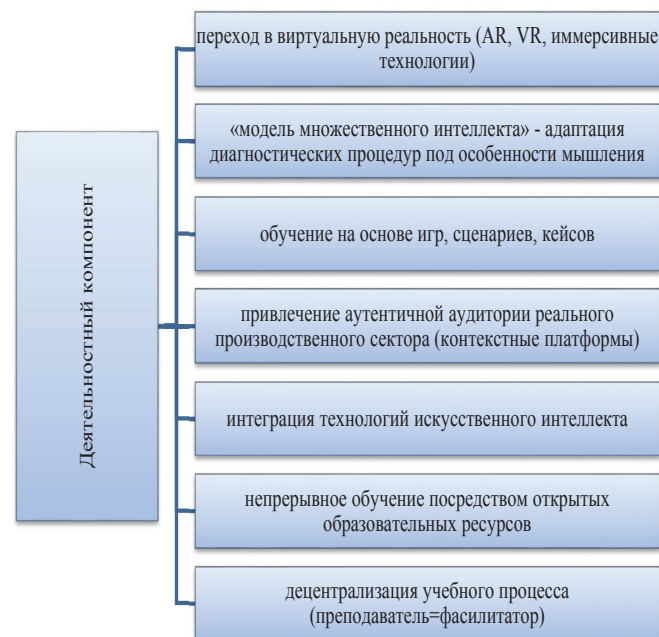 Деятельностный компонент
переход в виртуальную реальность (AR, VR, иммерсивные
технологии)
«модель множественного интеллекта» - адаптация
диагностических процедур под особенности мышления
обучение на основе игр, сценариев, кейсов
привлечение аутентичной аудитории реального
производственного сектора (контекстные платформы)
интеграция технологий искусственного интеллекта
непрерывное обучение посредством открытых
образовательных ресурсов
децентрализация учебного процесса
(преподаватель=фасилитатор)